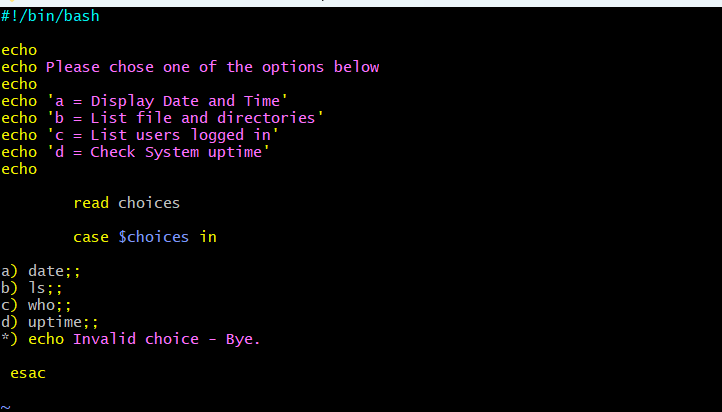 #!/bin/bash
echo
echo Please chose one of the options below
echo
echo 'a = Display Date and Time'
echo 'b = List file and directories'
echo 'c = List users logged in'
echo 'd = Check System uptime'
echo
read choices
case $choices in
a) date;;
b) ls;;
c) who;;
d) uptime;;
*) echo Invalid choice - Bye.
esac
~